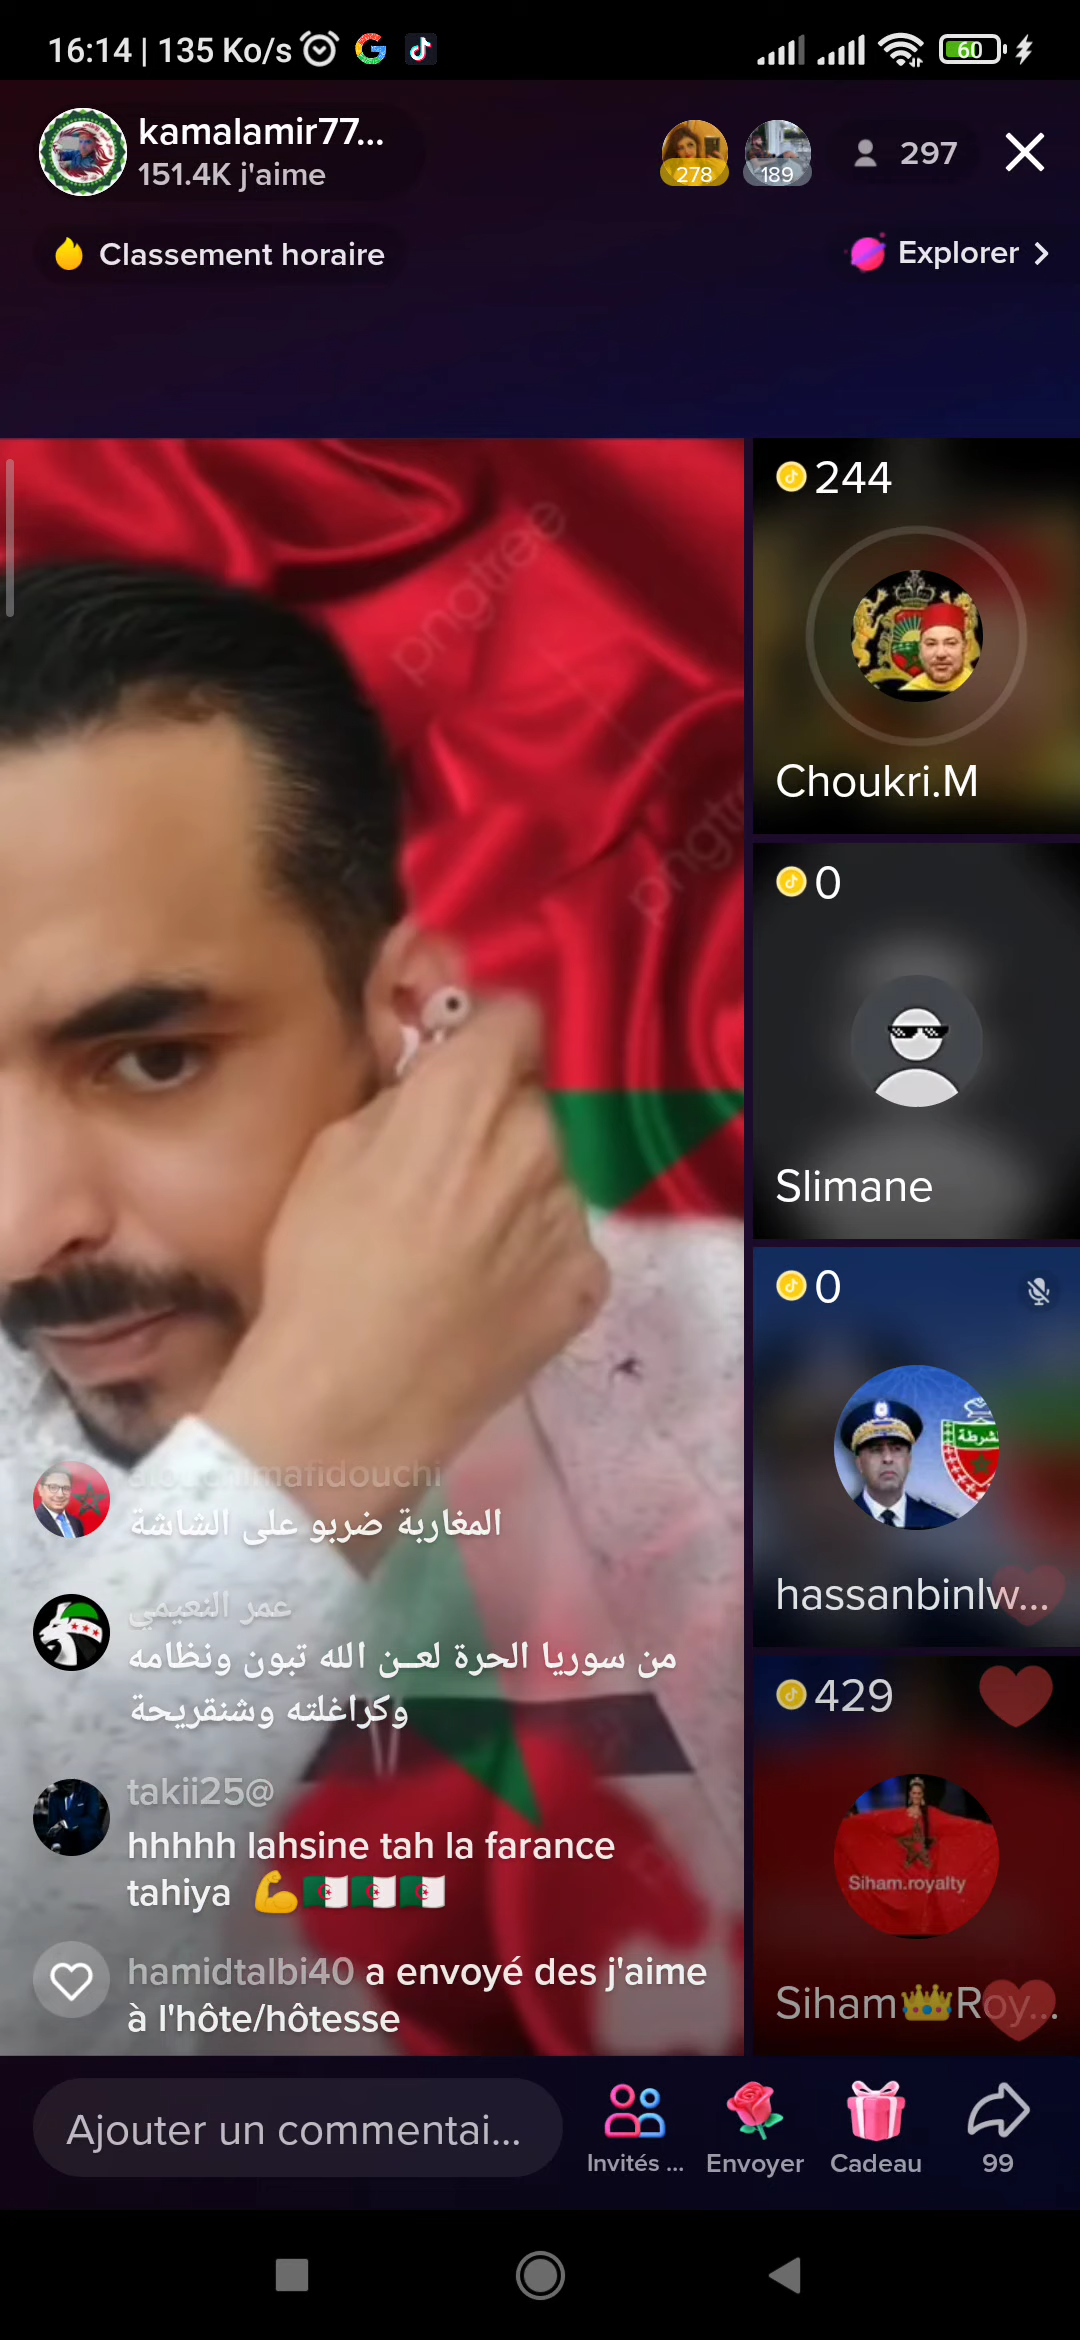 16:14 | 135 Ko/s
60
kamalamir77...
151.4K j'aime
278
189
297
Classement horaire
Explorer
pngtree
244
Choukri.M
0
Slimane
0
الشرطة
hassanbinlw...
429
Siham.royalty
Siham👑Roy...
المغاربة ضربو على الشاشة
عمر النعيمي
من سوريا الحرة لعـن الله تبون ونظامه
وكراغلته وشنقريحة
takii25@
hhhhh lahsine tah la farance
tahiya 💪🇩🇿🇩🇿🇩🇿
hamidtalbi40 a envoyé des j'aime
à l'hôte/hôtesse
Ajouter un commentai...
Invités ...
Envoyer
Cadeau
99